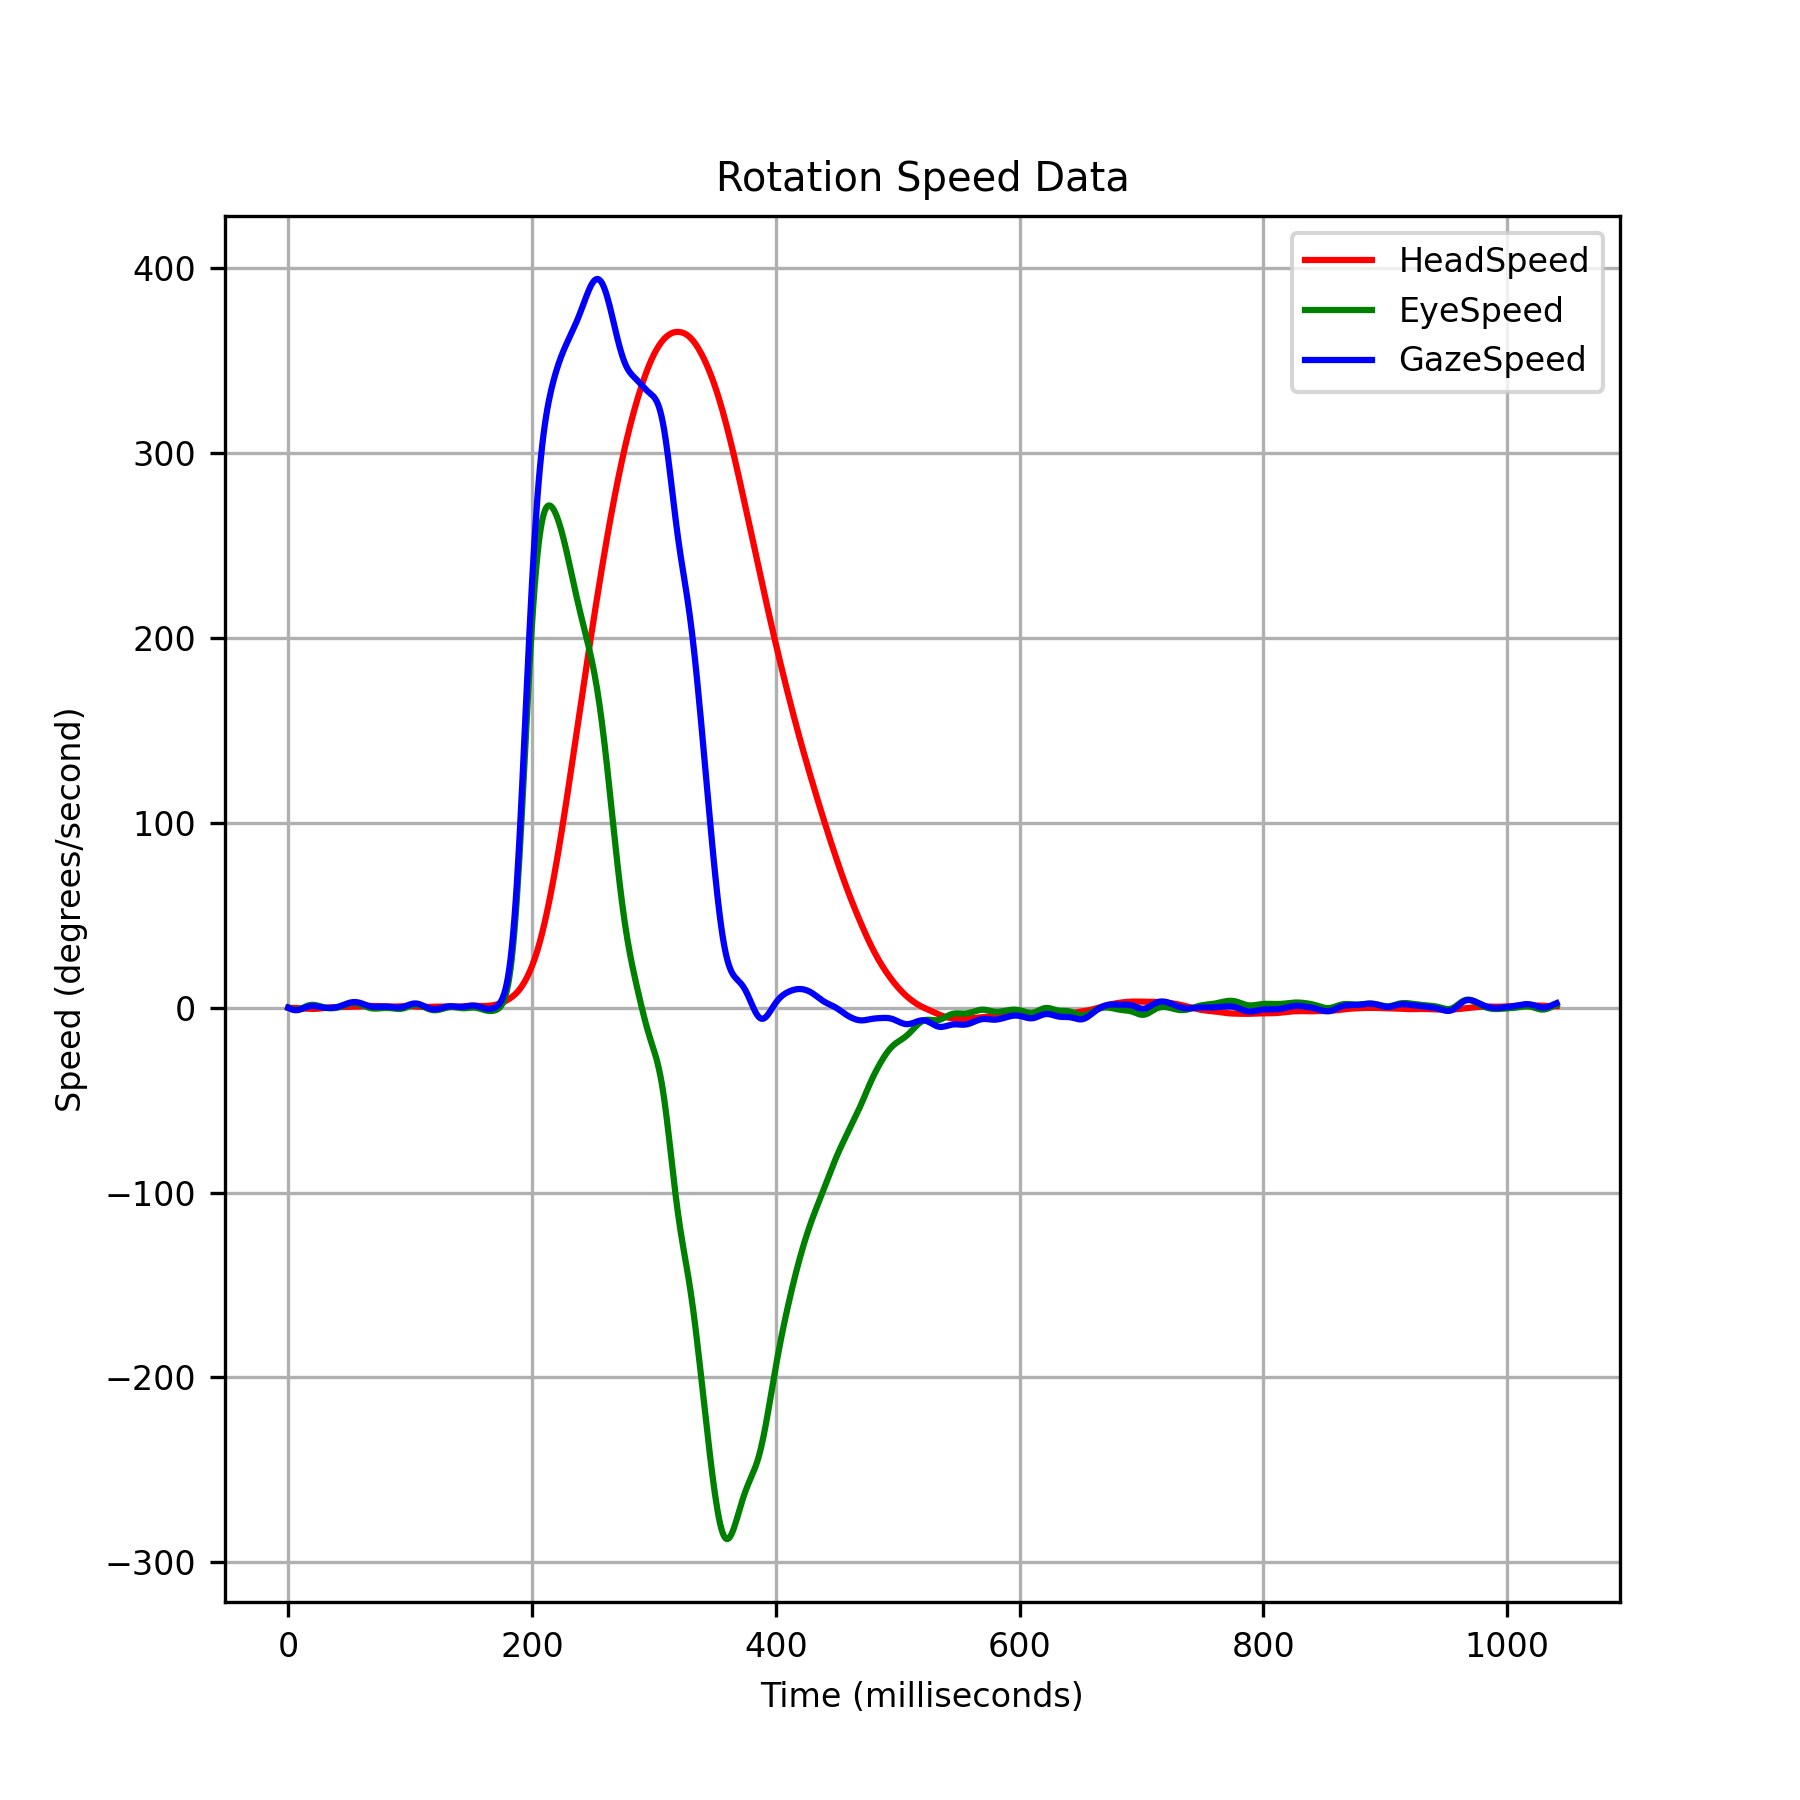 Rotation Speed Data
HeadSpeed
EyeSpeed
GazeSpeed
Speed (degrees/second)
400
300
200
100
0
−100
−200
−300
0 200 400 600 800 1000
Time (milliseconds)